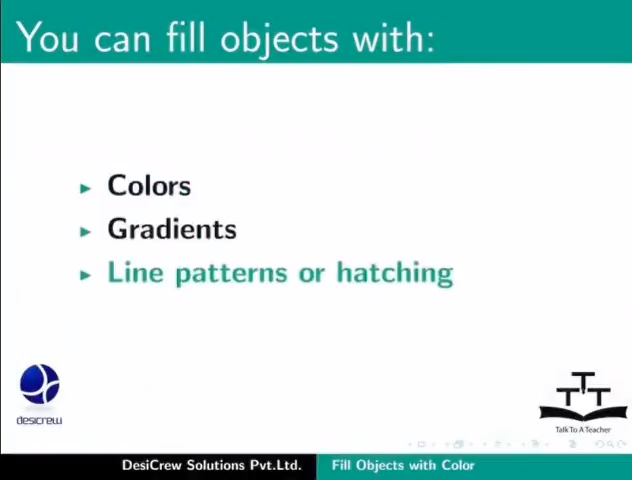 You can fill objects with:
Colors
Gradients
Line patterns or hatching
desicrew
TTT
Talk To A Teacher
DesiCrew Solutions Pvt.Ltd.
Fill Objects with Color